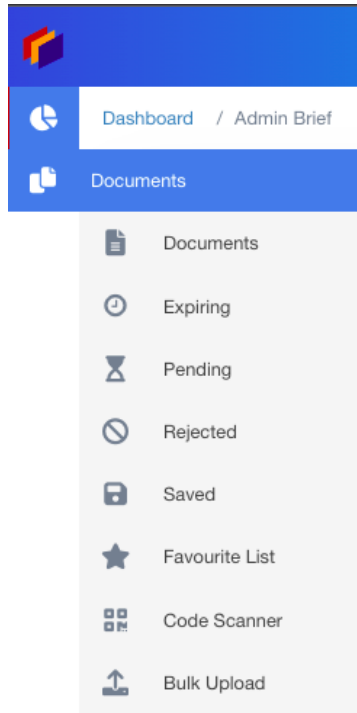 Dashboard / Admin Brief
Documents
Documents
Expiring
Pending
Rejected
Saved
Favourite List
Code Scanner
Bulk Upload